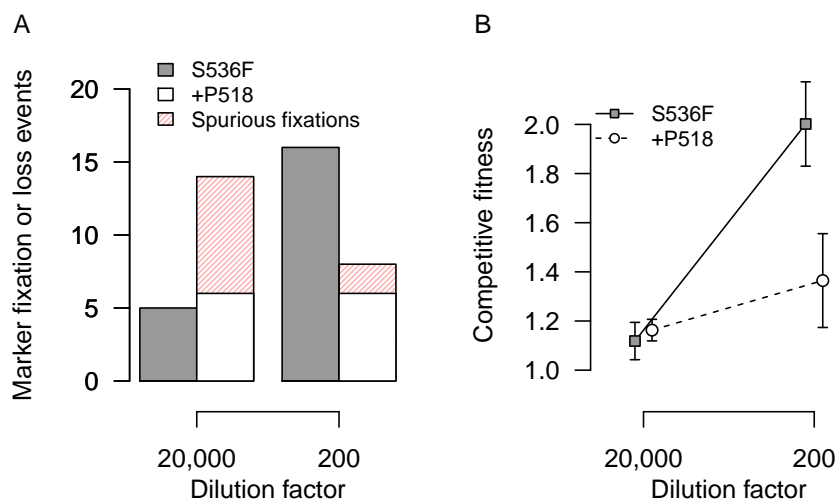 A
Marker fixation or loss events
20
15
10
5
0
S536F
+P518
Spurious fixations
20,000
200
Dilution factor
B
Competitive fitness
2.0
1.8
1.6
1.4
1.2
1.0
S536F
+P518
20,000
200
Dilution factor